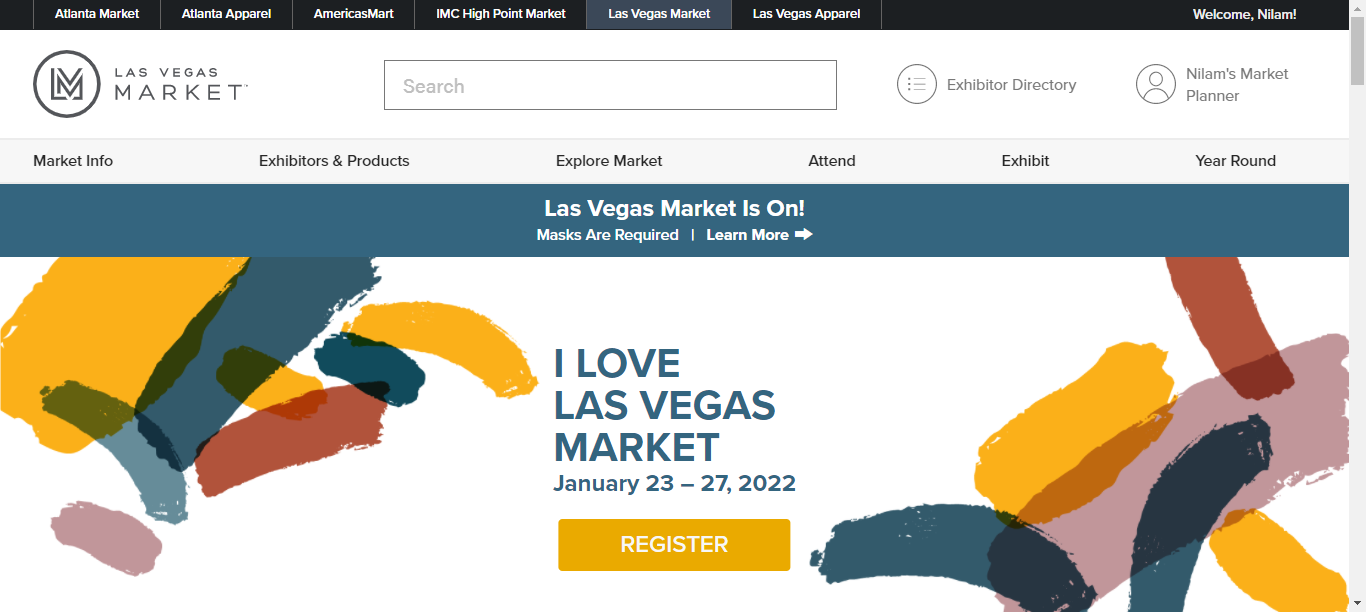 Atlanta Market
Atlanta Apparel
AmericasMart
IMC High Point Market
Las Vegas Market
Las Vegas Apparel
Welcome, Nilam!
LM
LAS VEGAS
MARKET
Search
Exhibitor Directory
Nilam's Market
Planner
Market Info
Exhibitors & Products
Explore Market
Attend
Exhibit
Year Round
Las Vegas Market Is On!
Masks Are Required | Learn More
I LOVE
LAS VEGAS
MARKET
January 23 – 27, 2022
REGISTER